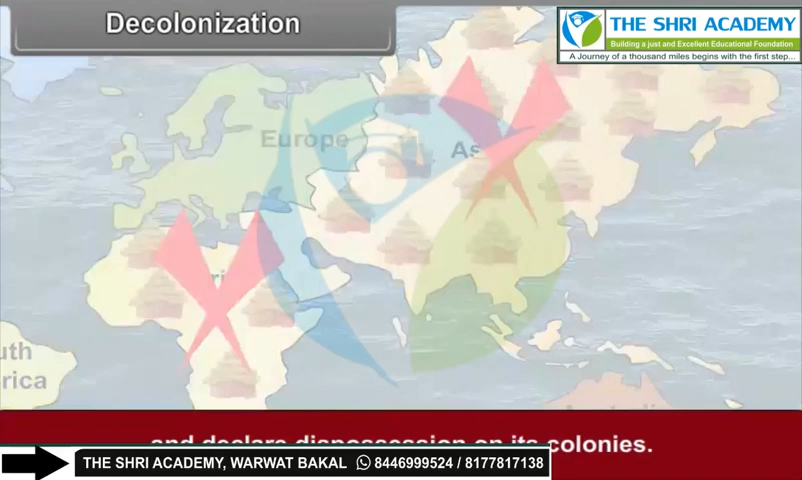 Decolonization
THE SHRI ACADEMY
Building a just and Excellent Educational Foundation
A Journey of a thousand miles begins with the first step...
Europe
As
ri
uth
rica
and declare dispossession on its colonies.
THE SHRI ACADEMY, WARWAT BAKAL 8446999524 / 8177817138